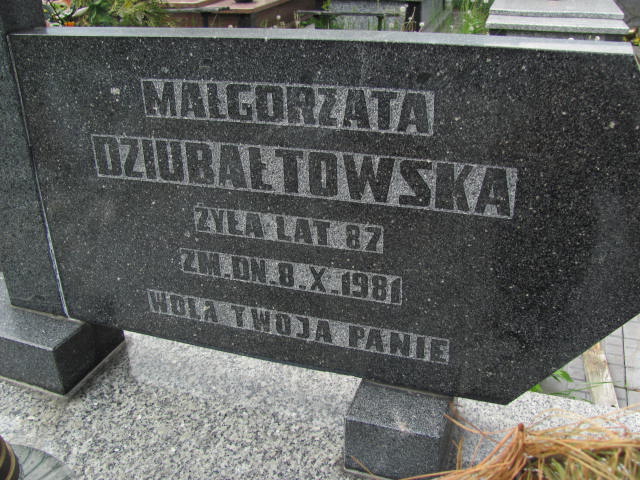 MAŁGORZATA
DZIUBAŁTOWSKA
ŻYŁA LAT 87
ZM. DN. 8.X.1981
WOLA TWOJA PANIE